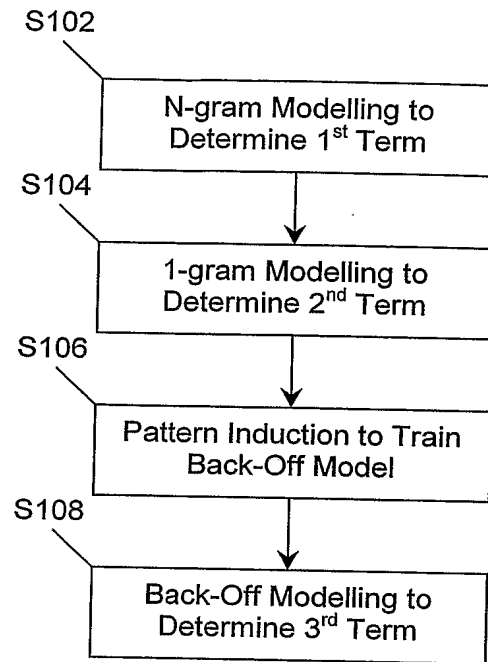 S102
N-gram Modelling to
Determine 1st Term
S104
1-gram Modelling to
Determine 2nd Term
S106
Pattern Induction to Train
Back-Off Model
S108
Back-Off Modelling to
Determine 3rd Term